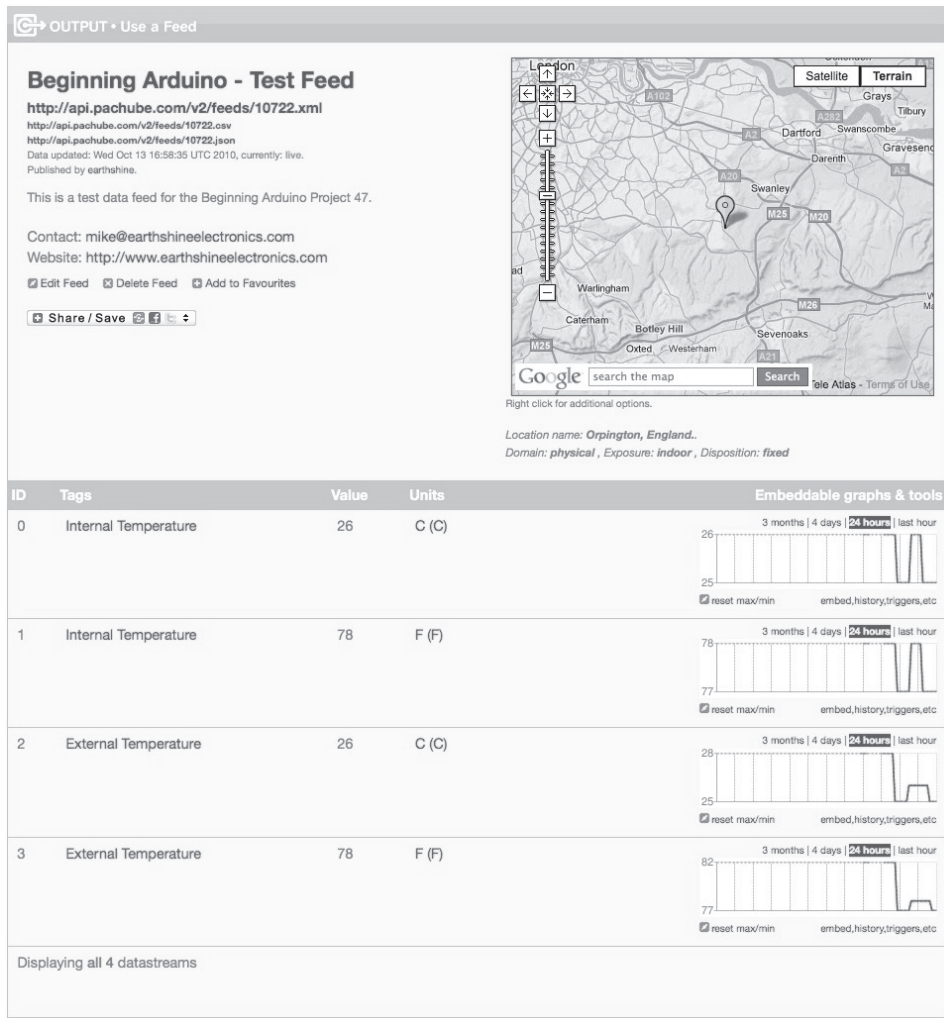 OUTPUT • Use a Feed
Beginning Arduino - Test Feed
http://api.pachube.com/v2/feeds/10722.xml
http://api.pachube.com/v2/feeds/10722.csv
http://api.pachube.com/v2/feeds/10722.json
Data updated: Wed Oct 13 16:58:35 UTC 2010, currently: live.
Published by earthshine.
This is a test data feed for the Beginning Arduino Project 47.
Contact: mike@earthshineelectronics.com
Website: http://www.earthshineelectronics.com
Edit Feed Delete Feed Add to Favourites
Share / Save
London
Satellite Terrain
Grays
A102
Tilbury
A282
Swanscombe
A2
Dartford
Gravesend
Darenth
A2
A20
Swanley
M25 M20
ad
Warlingham
M26
Caterham
Botley Hill
Sevenoaks
M25
Oxted Westerham
A21
Google search the map Search
Tele Atlas - Terms of Use
Right click for additional options.
Location name: Orpington, England..
Domain: physical , Exposure: indoor , Disposition: fixed
ID Tags Value Units Embeddable graphs & tools
0 Internal Temperature 26 C (C)
3 months | 4 days | 24 hours | last hour
26
25
reset max/min embed,history,triggers,etc
1 Internal Temperature 78 F (F)
3 months | 4 days | 24 hours | last hour
78
77
reset max/min embed,history,triggers,etc
2 External Temperature 26 C (C)
3 months | 4 days | 24 hours | last hour
28
25
reset max/min embed,history,triggers,etc
3 External Temperature 78 F (F)
3 months | 4 days | 24 hours | last hour
82
77
reset max/min embed,history,triggers,etc
Displaying all 4 datastreams